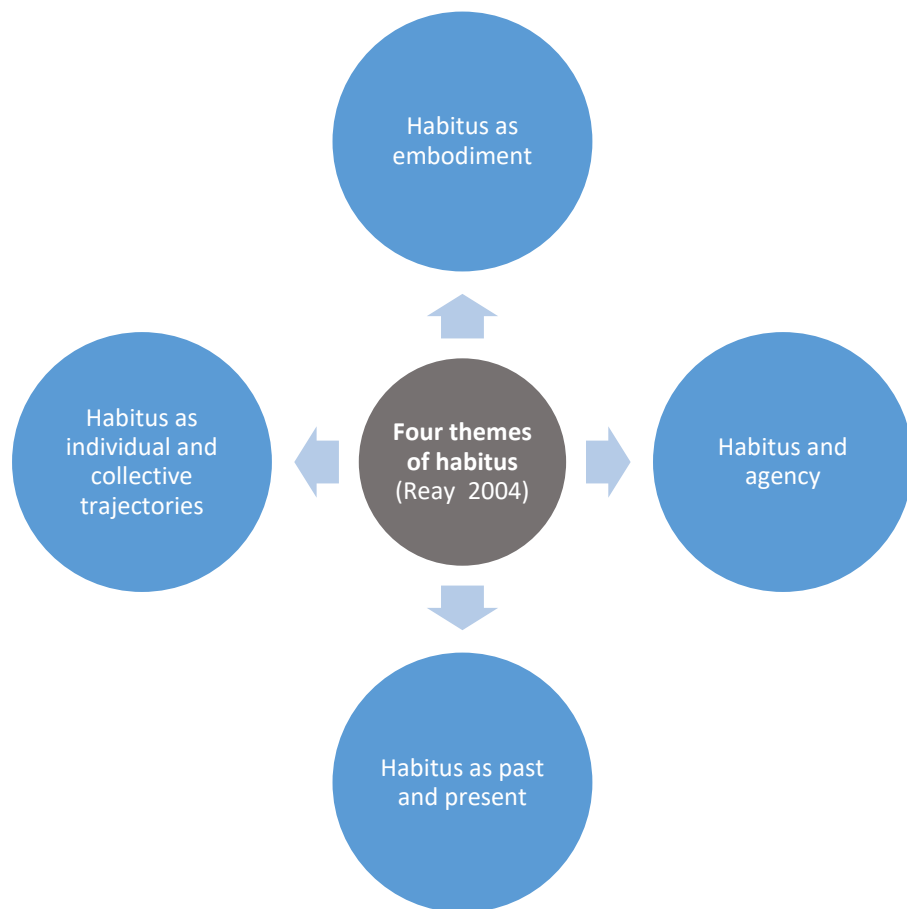 Habitus as
embodiment
Habitus as
individual and
collective
trajectories
Four themes
of habitus
(Reay  2004)
Habitus and
agency
Habitus as past
and present